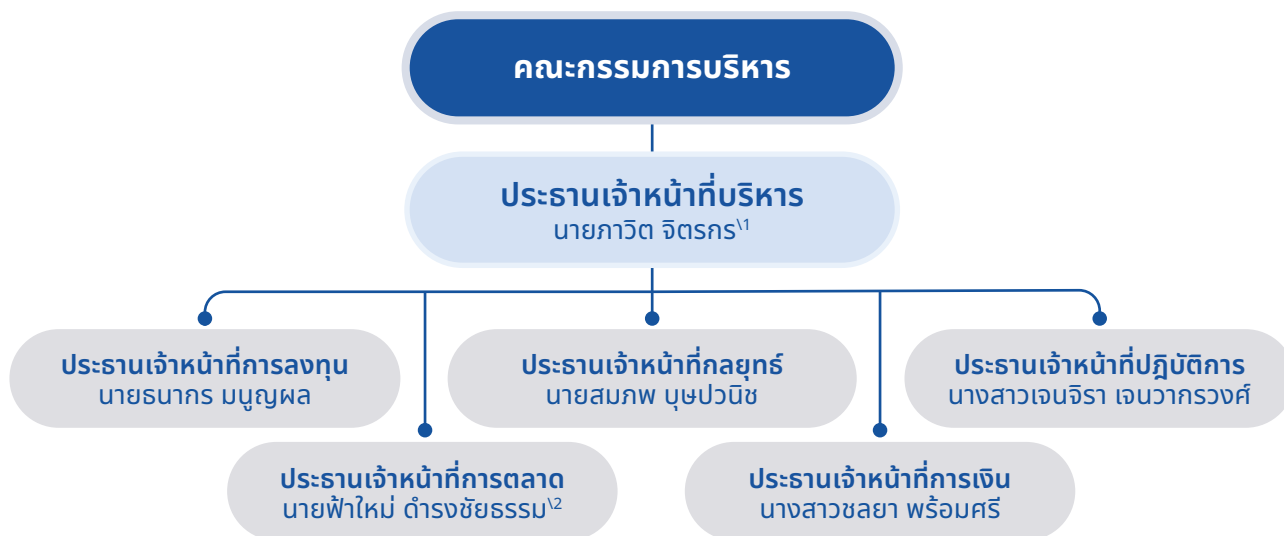 คณะกรรมการบริหาร
ประธานเจ้าหน้าที่บริหาร
นายภาวิต จิตรกร\1
ประธานเจ้าหน้าที่การลงทุน
นายธนากร มนูญผล
ประธานเจ้าหน้าที่กลยุทธ์
นายสมภพ บุษปวนิช
ประธานเจ้าหน้าที่ปฎิบัติการ
นางสาวเจนจิรา เจนวากรวงศ์
ประธานเจ้าหน้าที่การตลาด
นายฟ้าใหม่ ดำรงชัยธรรม\2
ประธานเจ้าหน้าที่การเงิน
นางสาวชลยา พร้อมศรี